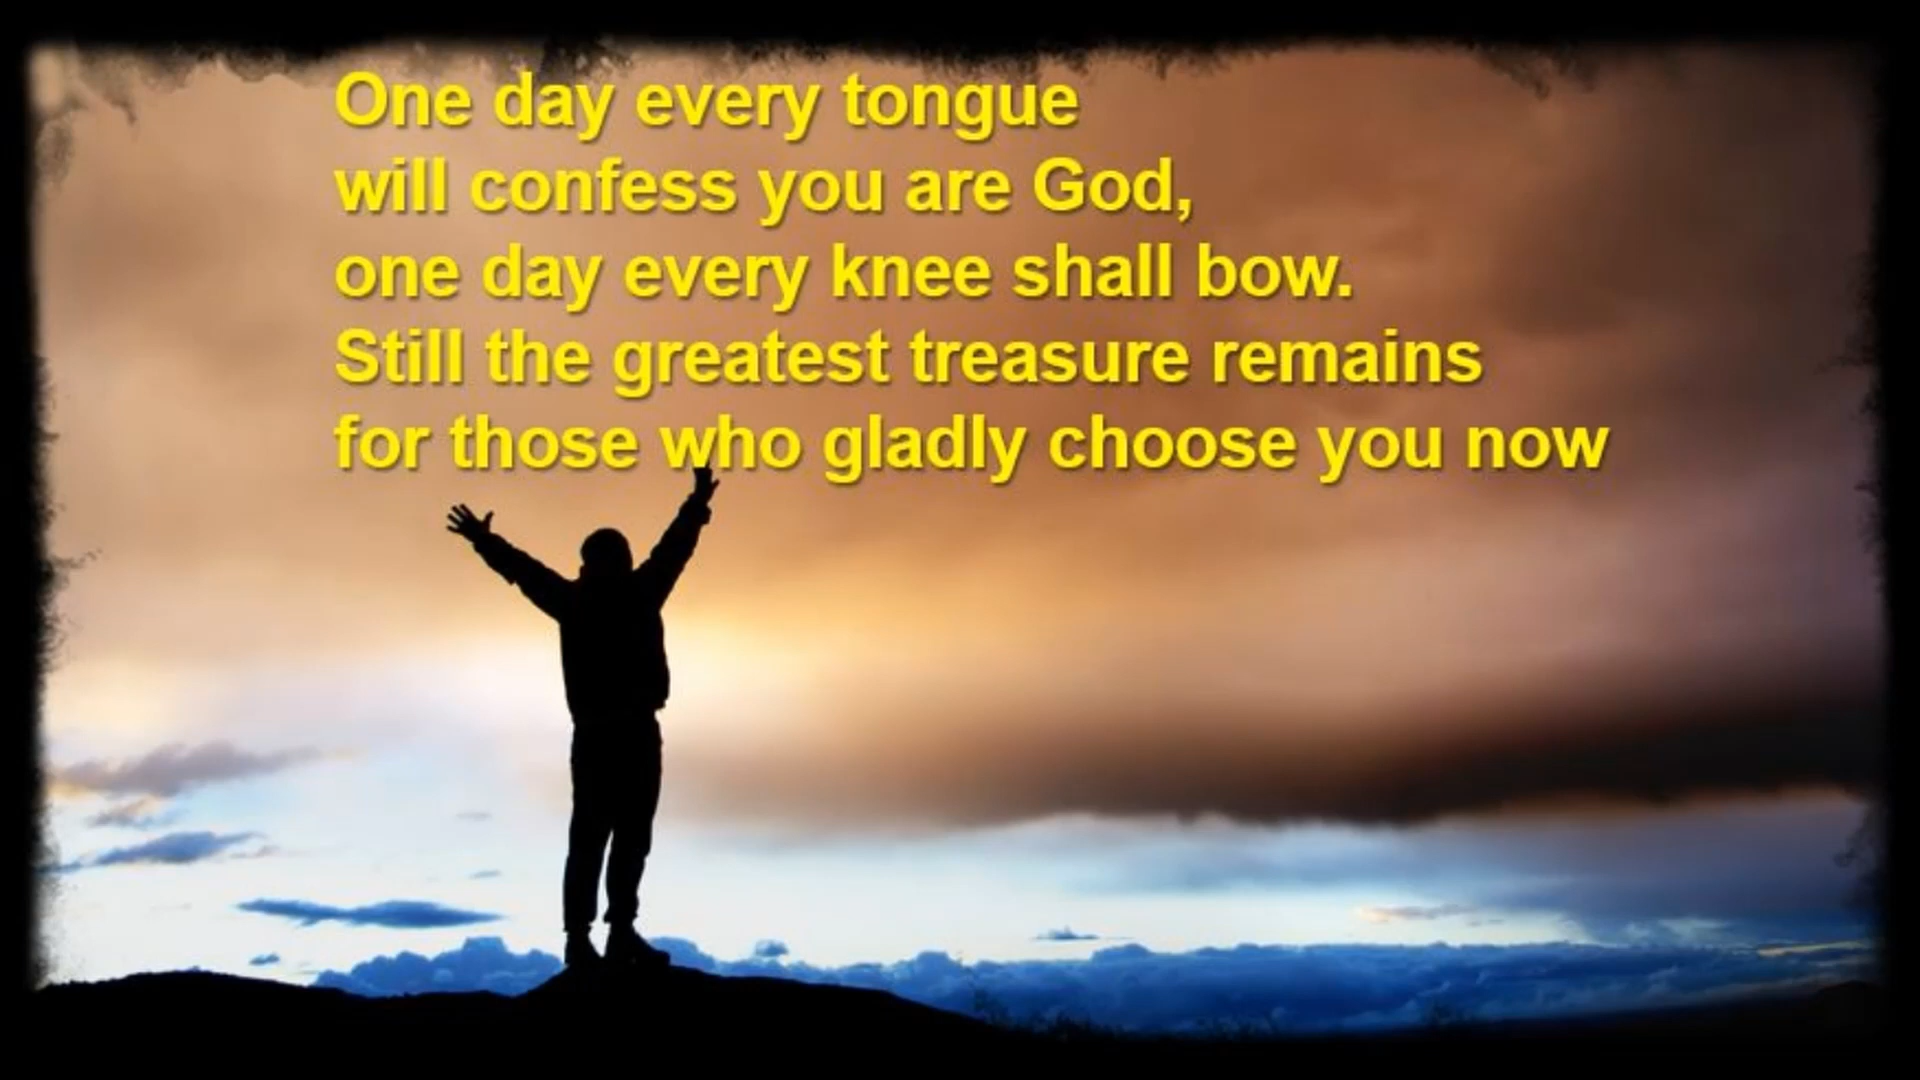 One day every tongue
will confess you are God,
one day every knee shall bow.
Still the greatest treasure remains
for those who gladly choose you now